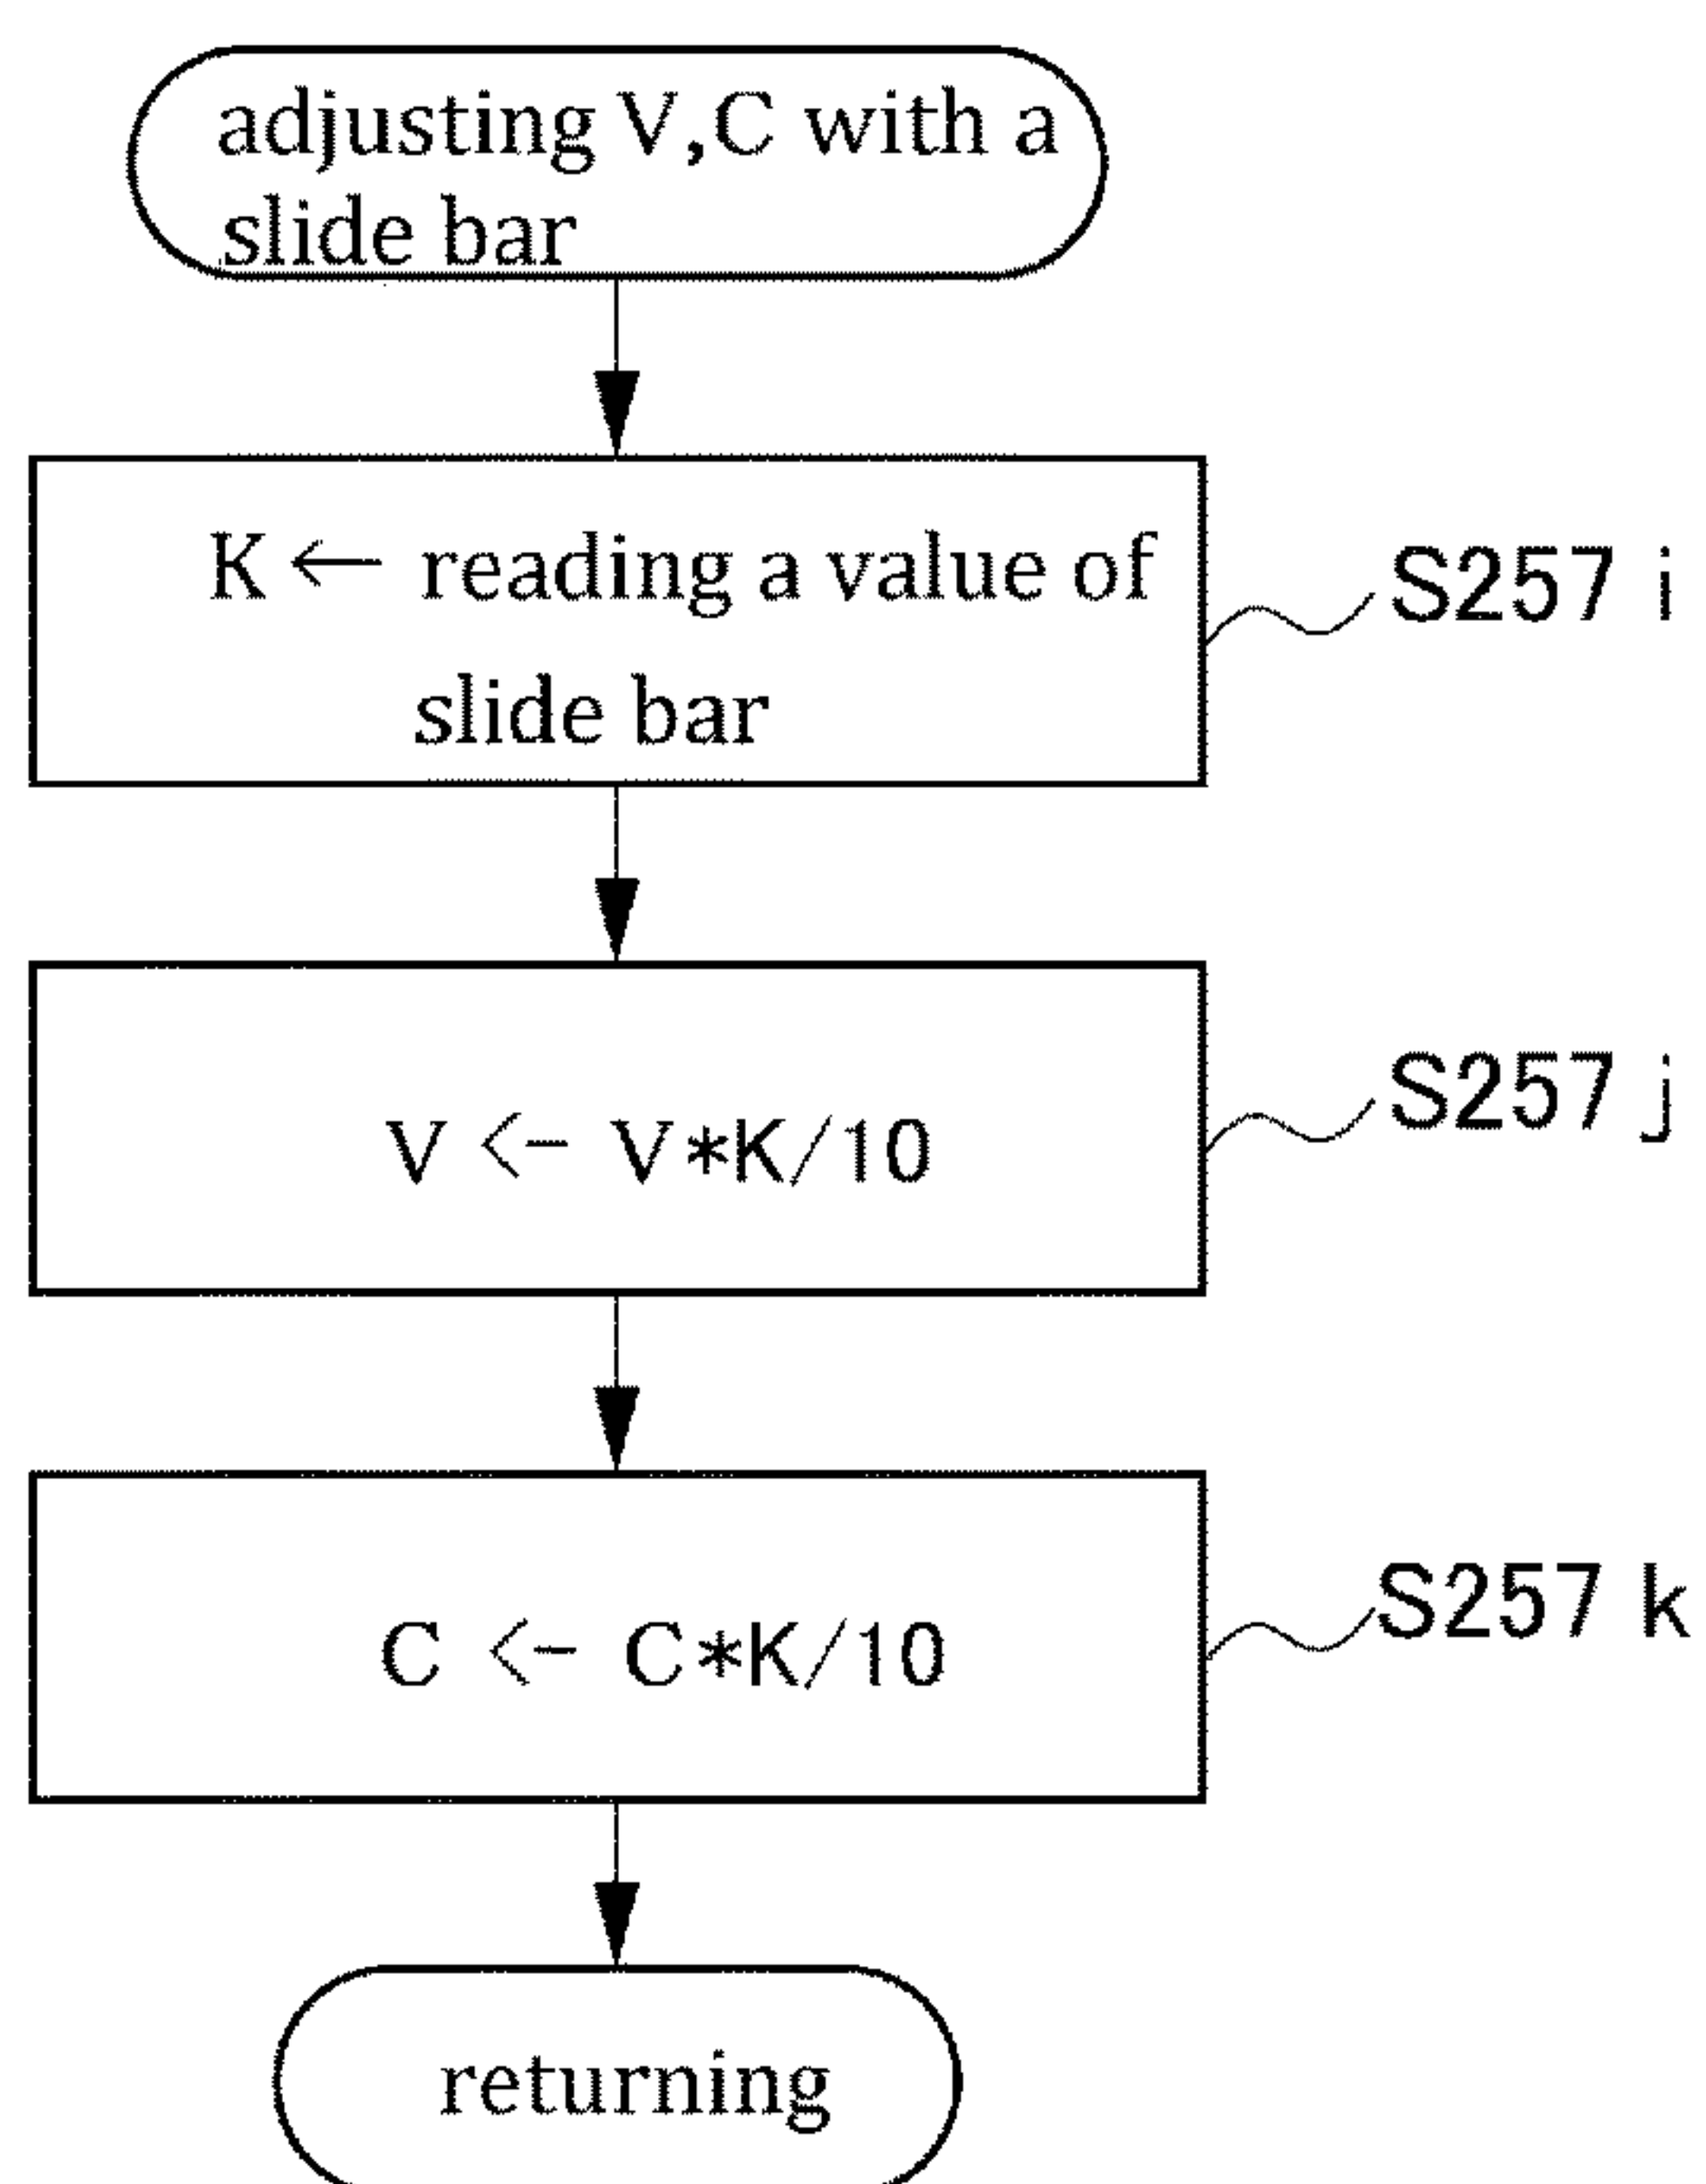 adjusting V,C with a
slide bar
K ← reading a value of
slide bar
S257 i
V ← V*K/10
S257 j
C ← C*K/10
S257 k
returning